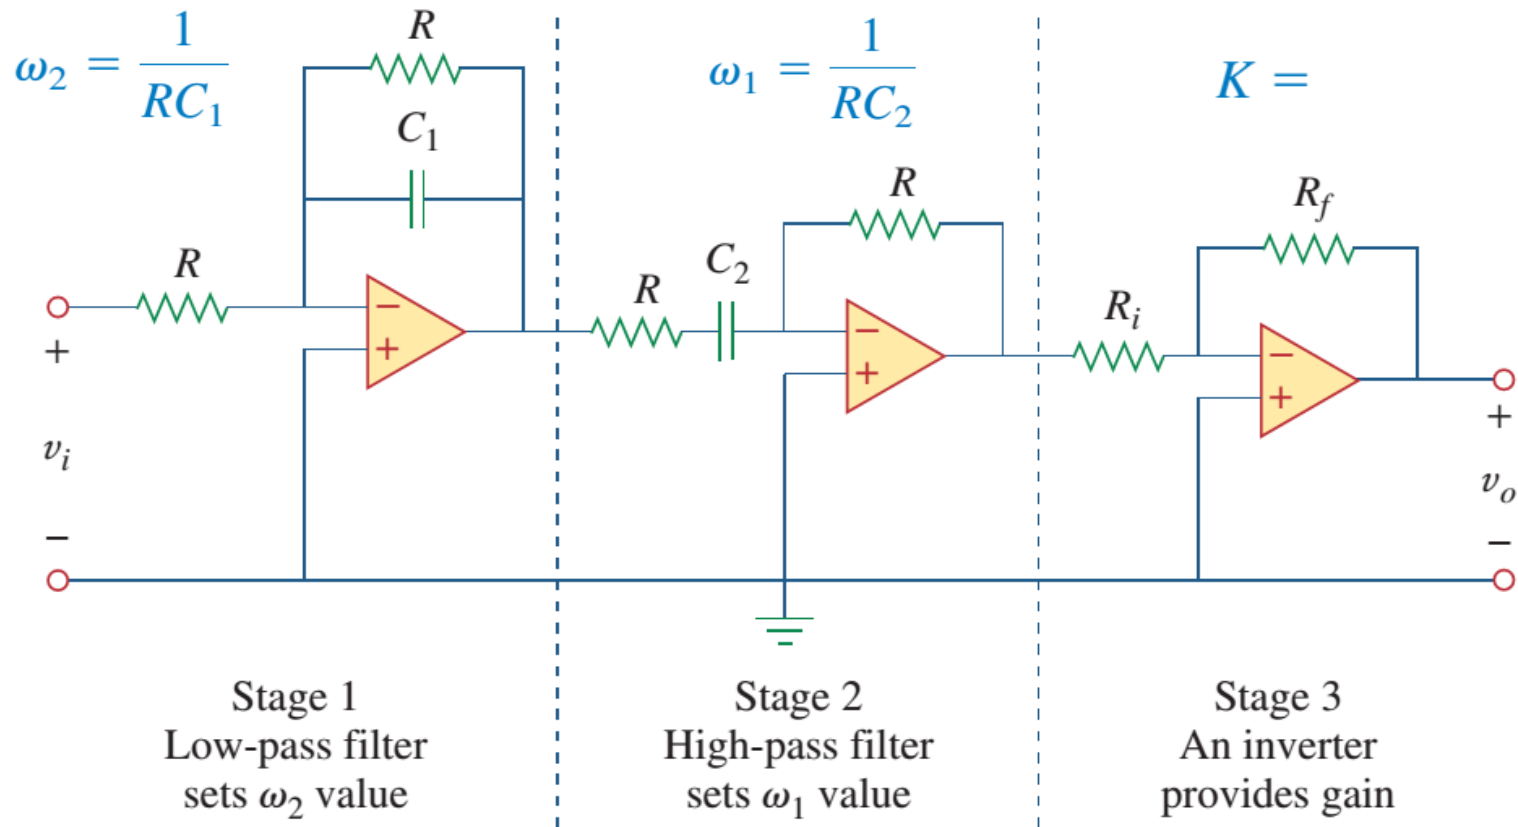 ω₂ = 1/RC₁
R
C₁
R
−
+
+
vᵢ
−
ω₁ = 1/RC₂
R
C₂
R
−
+
K =
R_f
Rᵢ
−
+
+
vₒ
−
Stage 1
Low-pass filter
sets ω₂ value
Stage 2
High-pass filter
sets ω₁ value
Stage 3
An inverter
provides gain